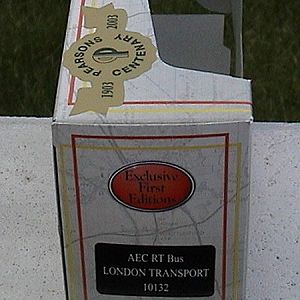 PEARSONS
CENTENARY
1903 2003
Exclusive
First
Editions
AEC RT Bus
LONDON TRANSPORT
10132